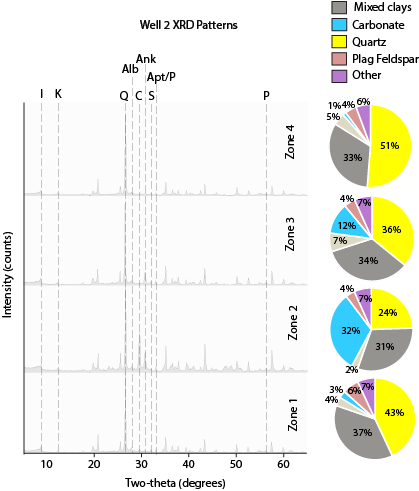 Well 2 XRD Patterns
Mixed clays
Carbonate
Quartz
Plag Feldspar
Other
Ank
Alb
Apt/P
I K Q C S P
Zone 4
1% 4% 6%
5%
51%
33%
Zone 3
4% 7%
36%
12%
7%
34%
Zone 2
4% 7%
24%
32%
31%
2%
Zone 1
3% 6% 7%
4%
43%
37%
Intensity (counts)
10 20 30 40 50 60
Two-theta (degrees)